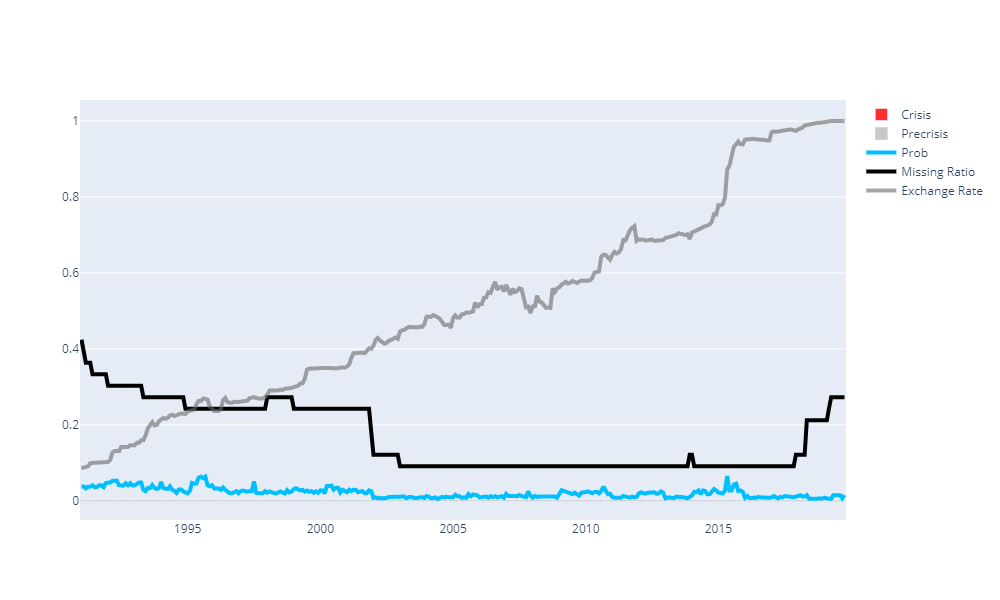 1
0.8
0.6
0.4
0.2
0
1995
2000
2005
2010
2015
Crisis
Precrisis
Prob
Missing Ratio
Exchange Rate